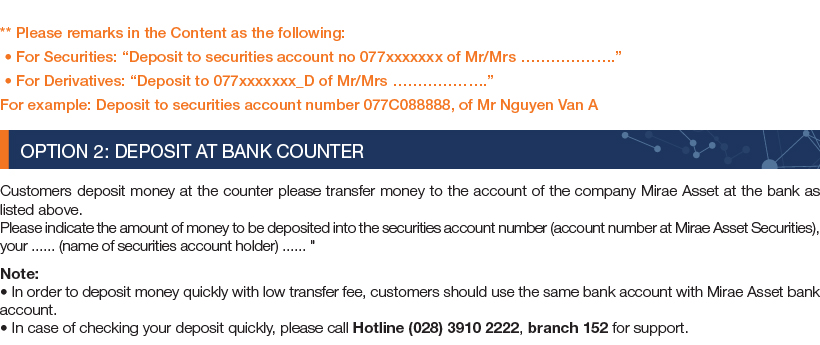 ** Please remarks in the Content as the following:
• For Securities: “Deposit to securities account no 077xxxxxxx of Mr/Mrs ……………….”
• For Derivatives: “Deposit to 077xxxxxxx_D of Mr/Mrs ……………….”
For example: Deposit to securities account number 077C088888, of Mr Nguyen Van A
OPTION 2: DEPOSIT AT BANK COUNTER
Customers deposit money at the counter please transfer money to the account of the company Mirae Asset at the bank as
listed above.
Please indicate the amount of money to be deposited into the securities account number (account number at Mirae Asset Securities),
your ...... (name of securities account holder) ...... "
Note:
• In order to deposit money quickly with low transfer fee, customers should use the same bank account with Mirae Asset bank
account.
• In case of checking your deposit quickly, please call Hotline (028) 3910 2222, branch 152 for support.